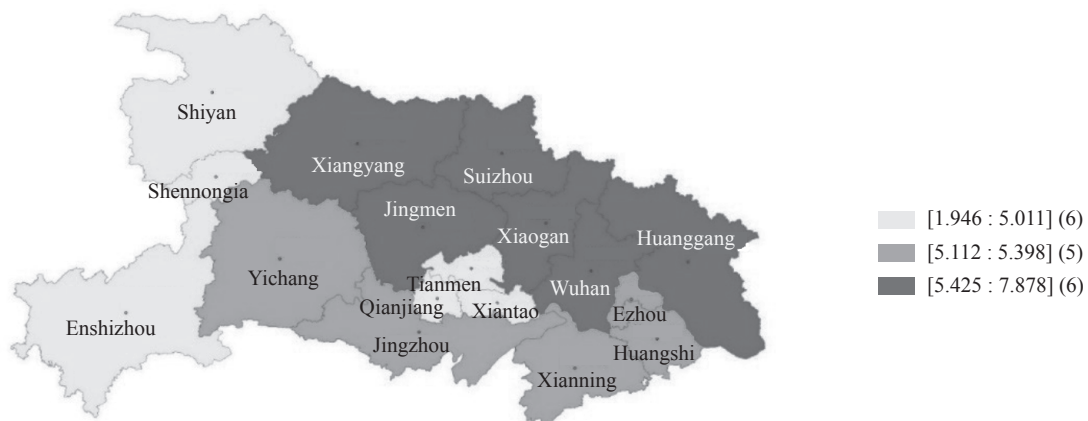 Shiyan
Xiangyang
Suizhou
Shennongia
Jingmen
Xiaogan
Huanggang
Yichang
Tianmen
Wuhan
Qianjiang
Xiantao
Ezhou
Enshizhou
Jingzhou
Huangshi
Xianning
[1.946 : 5.011] (6)
[5.112 : 5.398] (5)
[5.425 : 7.878] (6)